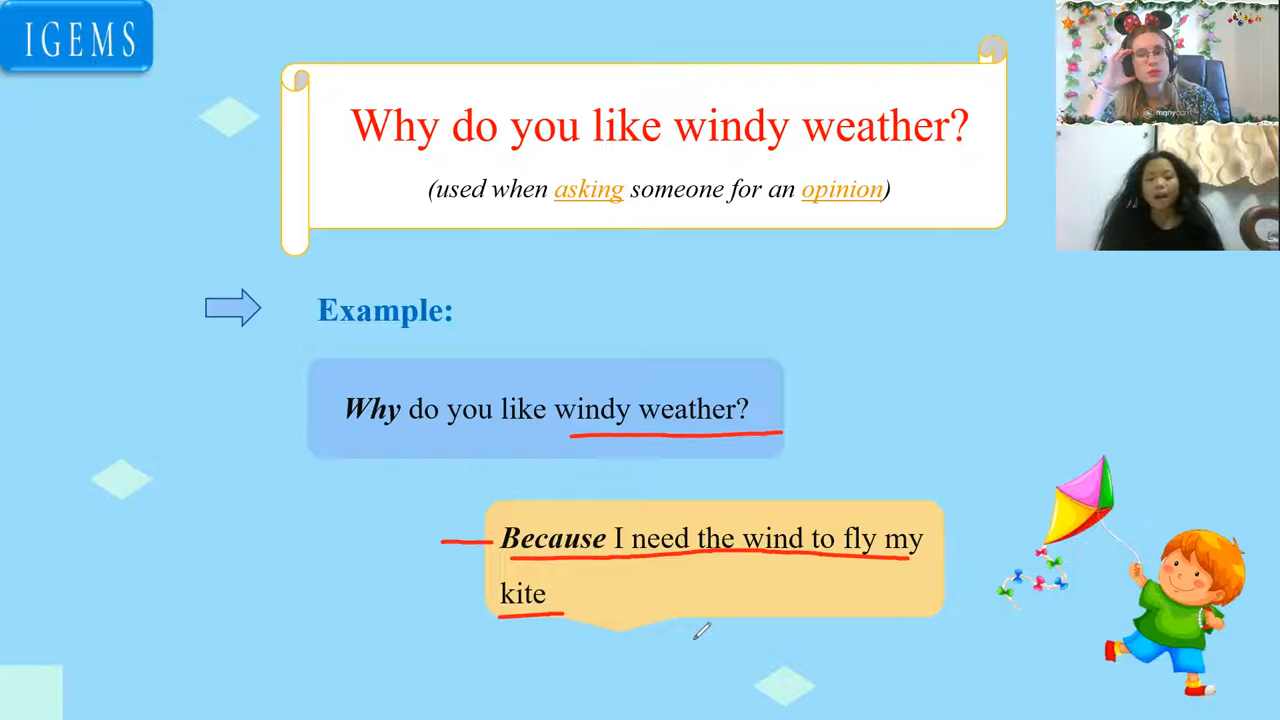 IGEMS
Why do you like windy weather?
(used when asking someone for an opinion)
Example:
Why do you like windy weather?
Because I need the wind to fly my
kite
manycam